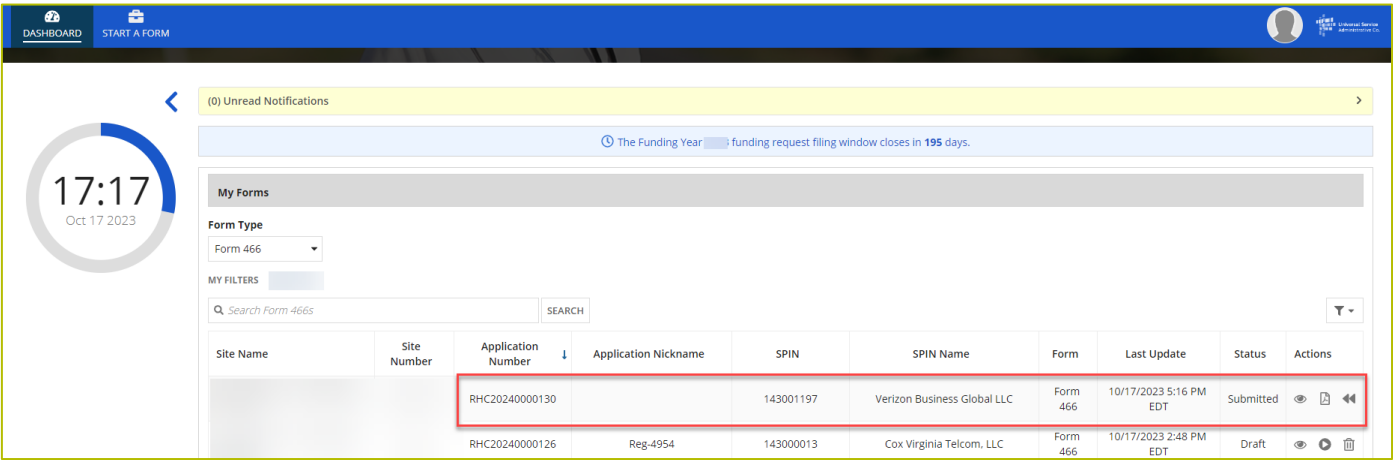 DASHBOARD
START A FORM
Universal Service
Administrative Co.
(0) Unread Notifications
The Funding Year funding request filing window closes in 195 days.
17:17
Oct 17 2023
My Forms
Form Type
Form 466
MY FILTERS
Search Form 466s
SEARCH
Site Name
Site
Number
Application
Number
Application Nickname
SPIN
SPIN Name
Form
Last Update
Status
Actions
RHC20240000130
143001197
Verizon Business Global LLC
Form
466
10/17/2023 5:16 PM
EDT
Submitted
RHC20240000126
Reg-4954
143000013
Cox Virginia Telcom, LLC
Form
466
10/17/2023 2:48 PM
EDT
Draft